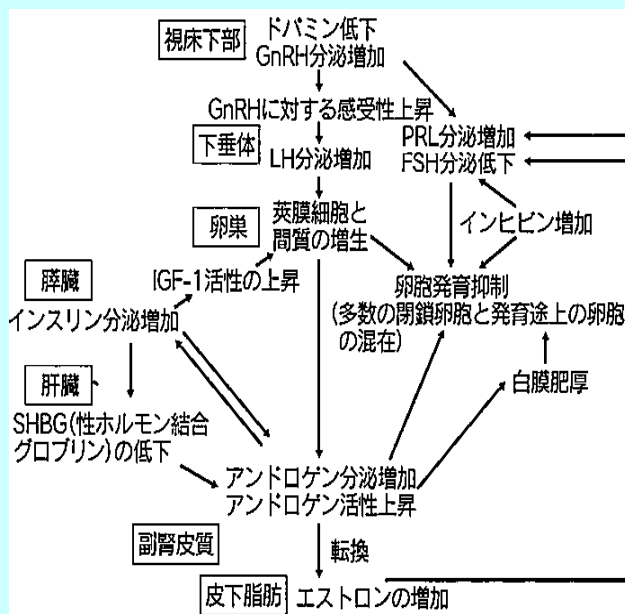 視床下部
ドパミン低下
GnRH分泌増加
GnRHに対する感受性上昇
下垂体
LH分泌増加
PRL分泌増加
FSH分泌低下
卵巣
莢膜細胞と
間質の増生
インヒビン増加
IGF-1活性の上昇
膵臓
インスリン分泌増加
卵胞発育抑制
(多数の閉鎖卵胞と発育途上の卵胞
の混在)
肝臓
白膜肥厚
SHBG(性ホルモン結合
グロブリン)の低下
アンドロゲン分泌増加
アンドロゲン活性上昇
副腎皮質
転換
皮下脂肪
エストロンの増加